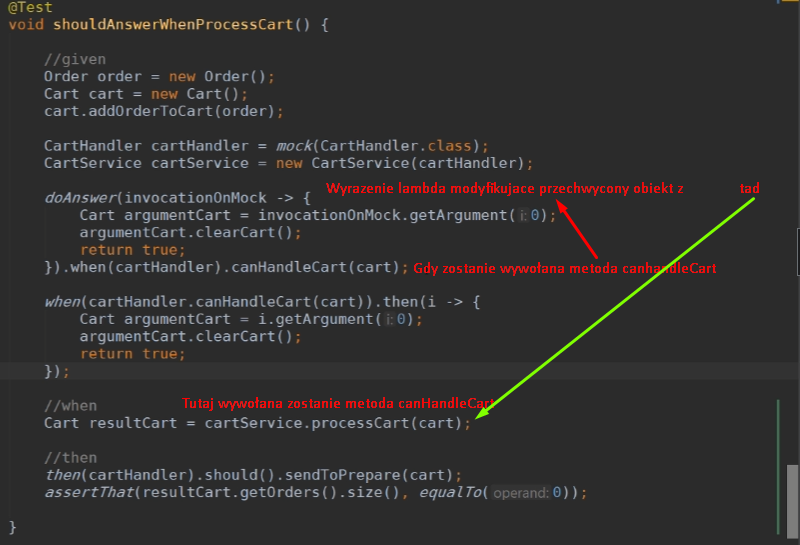 @Test
void shouldAnswerWhenProcessCart() {
//given
Order order = new Order();
Cart cart = new Cart();
cart.addOrderToCart(order);
CartHandler cartHandler = mock(CartHandler.class);
CartService cartService = new CartService(cartHandler);
Wyrazenie lambda modyfikujace przechwycony obiekt z tad
doAnswer(invocationOnMock -> {
Cart argumentCart = invocationOnMock.getArgument( i: 0);
argumentCart.clearCart();
return true;
}).when(cartHandler).canHandleCart(cart); Gdy zostanie wywołana metoda canhandleCart
when(cartHandler.canHandleCart(cart)).then(i -> {
Cart argumentCart = i.getArgument( i: 0);
argumentCart.clearCart();
return true;
});
//when Tutaj wywołana zostanie metoda canHandleCart
Cart resultCart = cartService.processCart(cart);
//then
then(cartHandler).should().sendToPrepare(cart);
assertThat(resultCart.getOrders().size(), equalTo( operand: 0));
}